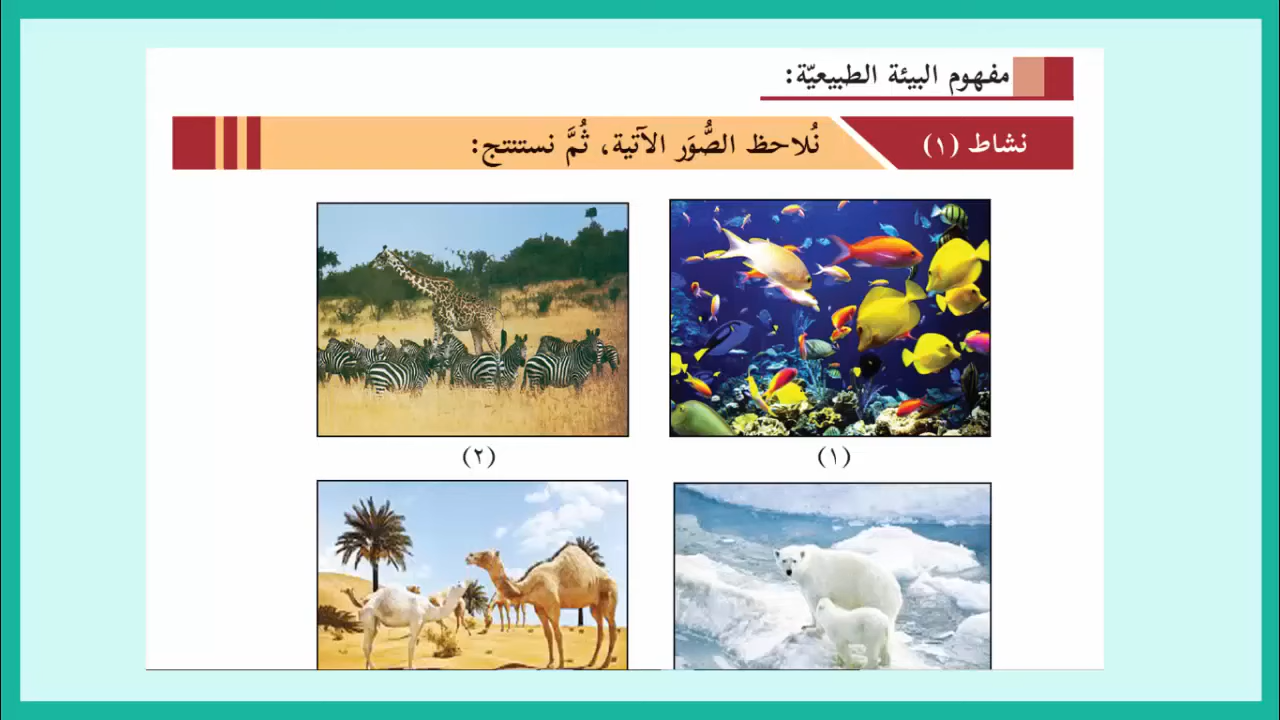 مفهوم البيئة الطبيعيّة:
نشاط (١)
نُلاحظ الصُّوَر الآتية، ثُمَّ نستنتج:
(١)
(٢)